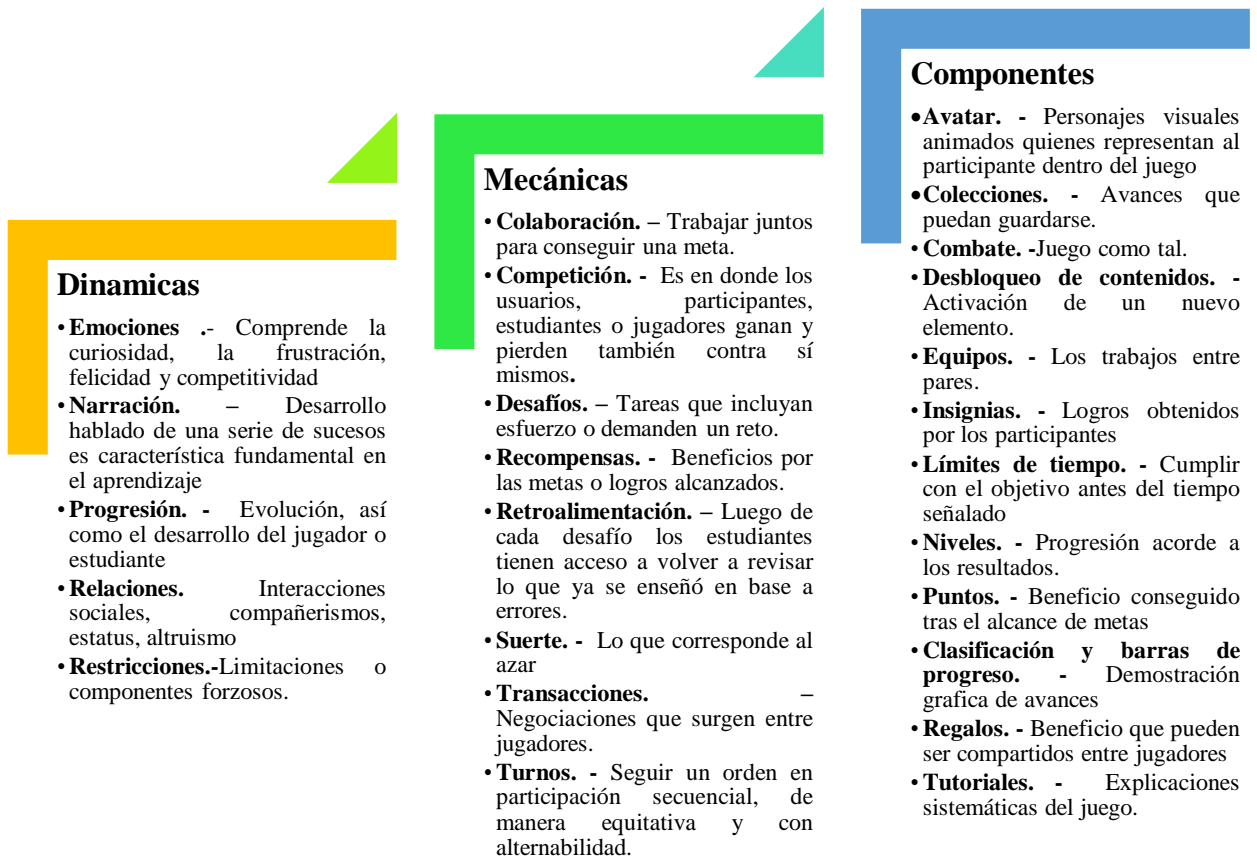 Dinamicas
• Emociones .- Comprende la
curiosidad, la frustración,
felicidad y competitividad
• Narración. – Desarrollo
hablado de una serie de sucesos
es característica fundamental en
el aprendizaje
• Progresión. - Evolución, así
como el desarrollo del jugador o
estudiante
• Relaciones. Interacciones
sociales, compañerismos,
estatus, altruismo
• Restricciones.-Limitaciones o
componentes forzosos.
Mecánicas
• Colaboración. – Trabajar juntos
para conseguir una meta.
• Competición. - Es en donde los
usuarios, participantes,
estudiantes o jugadores ganan y
pierden también contra sí
mismos.
• Desafíos. – Tareas que incluyan
esfuerzo o demanden un reto.
• Recompensas. - Beneficios por
las metas o logros alcanzados.
• Retroalimentación. – Luego de
cada desafío los estudiantes
tienen acceso a volver a revisar
lo que ya se enseñó en base a
errores.
• Suerte. - Lo que corresponde al
azar
• Transacciones. –
Negociaciones que surgen entre
jugadores.
• Turnos. - Seguir un orden en
participación secuencial, de
manera equitativa y con
alternabilidad.
Componentes
• Avatar. - Personajes visuales
animados quienes representan al
participante dentro del juego
• Colecciones. - Avances que
puedan guardarse.
• Combate. -Juego como tal.
• Desbloqueo de contenidos. -
Activación de un nuevo
elemento.
• Equipos. - Los trabajos entre
pares.
• Insignias. - Logros obtenidos
por los participantes
• Límites de tiempo. - Cumplir
con el objetivo antes del tiempo
señalado
• Niveles. - Progresión acorde a
los resultados.
• Puntos. - Beneficio conseguido
tras el alcance de metas
• Clasificación y barras de
progreso. - Demostración
grafica de avances
• Regalos. - Beneficio que pueden
ser compartidos entre jugadores
• Tutoriales. - Explicaciones
sistemáticas del juego.